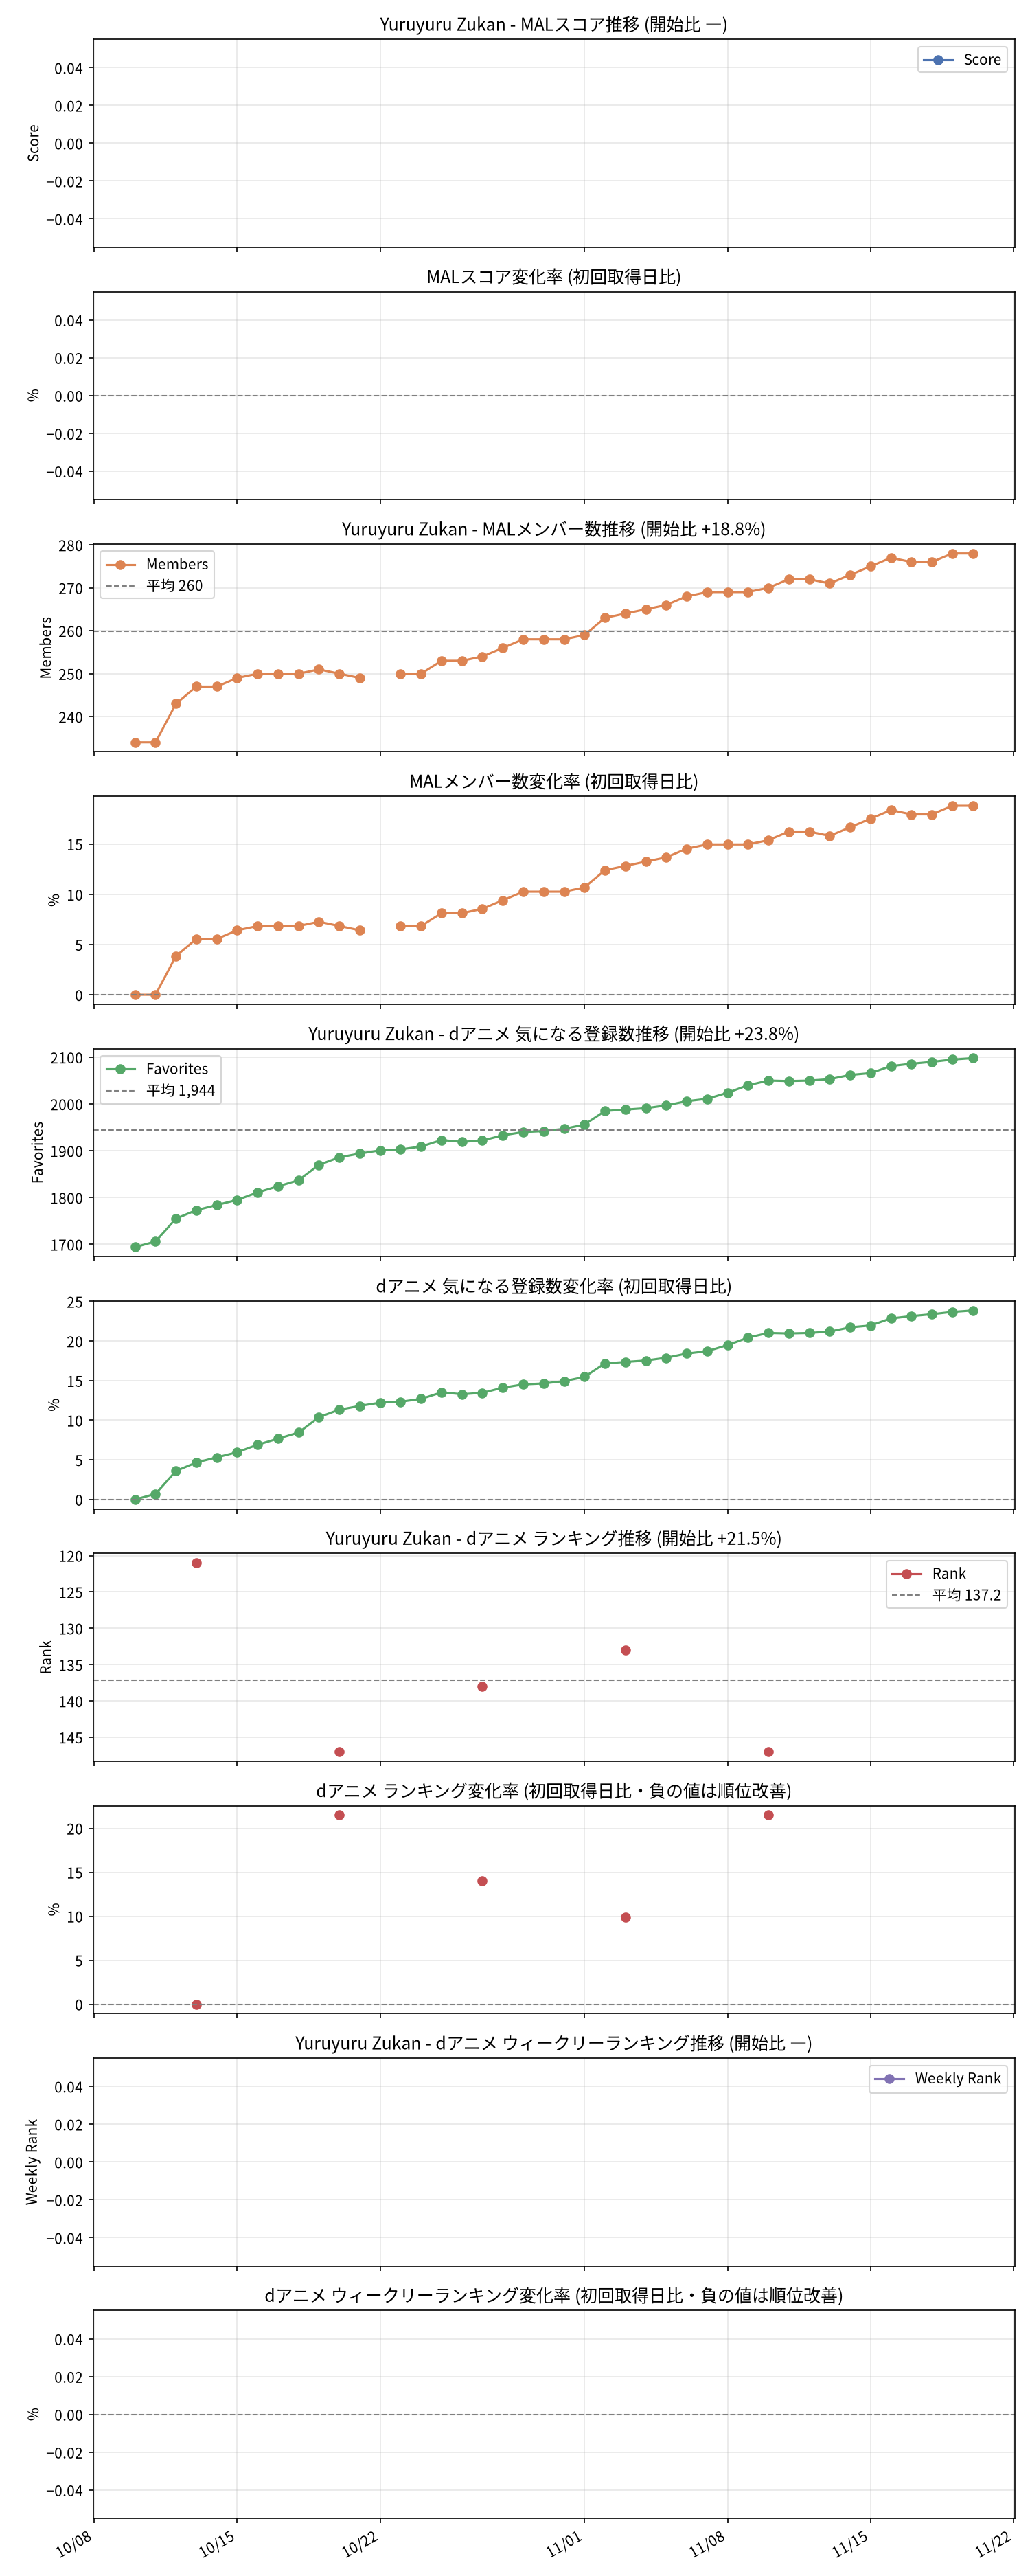 Yuruyuru Zukan - MALスコア推移 (開始比 —)
Score
0.04
0.02
0.00
−0.02
−0.04
Score
MALスコア変化率 (初回取得日比)
0.04
0.02
0.00
−0.02
−0.04
%
Yuruyuru Zukan - MALメンバー数推移 (開始比 +18.8%)
Members
平均 260
280
270
260
250
240
Members
MALメンバー数変化率 (初回取得日比)
15
10
5
0
%
Yuruyuru Zukan - dアニメ 気になる登録数推移 (開始比 +23.8%)
Favorites
平均 1,944
2100
2000
1900
1800
1700
Favorites
dアニメ 気になる登録数変化率 (初回取得日比)
25
20
15
10
5
0
%
Yuruyuru Zukan - dアニメ ランキング推移 (開始比 +21.5%)
Rank
平均 137.2
120
125
130
135
140
145
Rank
dアニメ ランキング変化率 (初回取得日比・負の値は順位改善)
20
15
10
5
0
%
Yuruyuru Zukan - dアニメ ウィークリーランキング推移 (開始比 —)
Weekly Rank
0.04
0.02
0.00
−0.02
−0.04
Weekly Rank
dアニメ ウィークリーランキング変化率 (初回取得日比・負の値は順位改善)
0.04
0.02
0.00
−0.02
−0.04
%
10/08
10/15
10/22
11/01
11/08
11/15
11/22